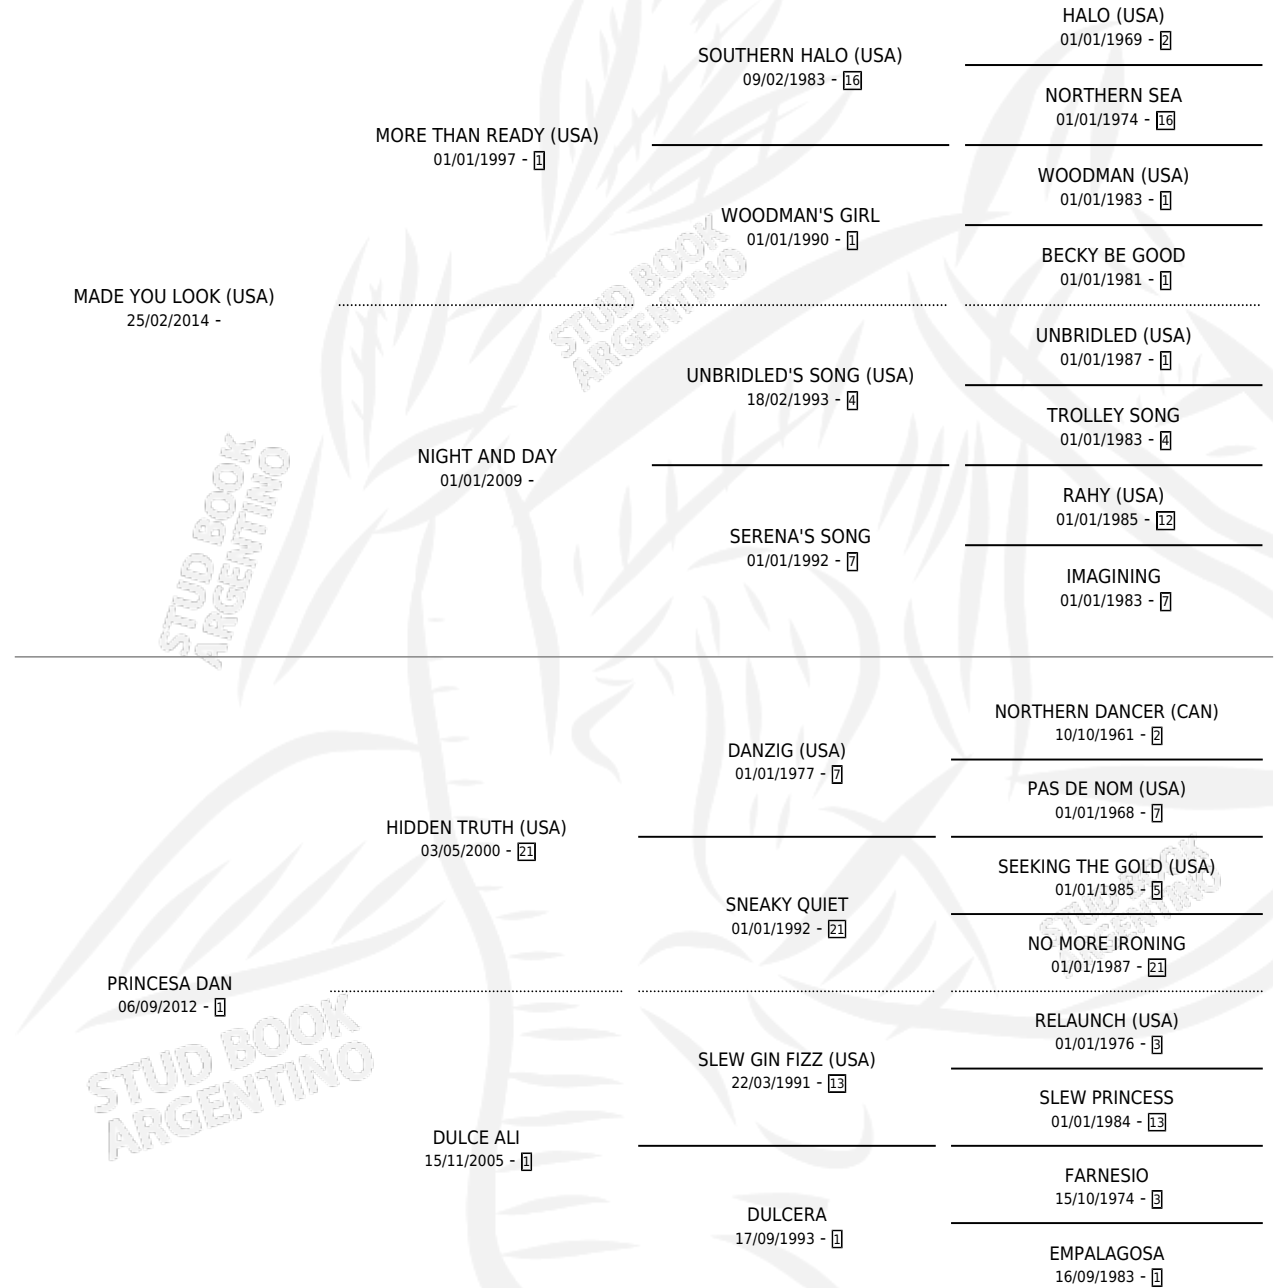 HALO (USA)
01/01/1969 - 2
SOUTHERN HALO (USA)
09/02/1983 - 16
NORTHERN SEA
01/01/1974 - 16
MORE THAN READY (USA)
01/01/1997 - 1
WOODMAN (USA)
01/01/1983 - 1
WOODMAN'S GIRL
01/01/1990 - 1
BECKY BE GOOD
01/01/1981 - 1
MADE YOU LOOK (USA)
25/02/2014 -
UNBRIDLED (USA)
01/01/1987 - 1
UNBRIDLED'S SONG (USA)
18/02/1993 - 4
TROLLEY SONG
01/01/1983 - 4
NIGHT AND DAY
01/01/2009 -
RAHY (USA)
01/01/1985 - 12
SERENA'S SONG
01/01/1992 - 7
IMAGINING
01/01/1983 - 7
NORTHERN DANCER (CAN)
10/10/1961 - 2
DANZIG (USA)
01/01/1977 - 7
PAS DE NOM (USA)
01/01/1968 - 7
HIDDEN TRUTH (USA)
03/05/2000 - 21
SEEKING THE GOLD (USA)
01/01/1985 - 5
SNEAKY QUIET
01/01/1992 - 21
NO MORE IRONING
01/01/1987 - 21
PRINCESA DAN
06/09/2012 - 1
RELAUNCH (USA)
01/01/1976 - 3
SLEW GIN FIZZ (USA)
22/03/1991 - 13
SLEW PRINCESS
01/01/1984 - 13
DULCE ALI
15/11/2005 - 1
FARNESIO
15/10/1974 - 3
DULCERA
17/09/1993 - 1
EMPALAGOSA
16/09/1983 - 1
STUD BOOK
ARGENTINO
STUD BOOK
ARGENTINO
STUD BOOK
ARGENTINO
STUD BOOK
ARGENTINO